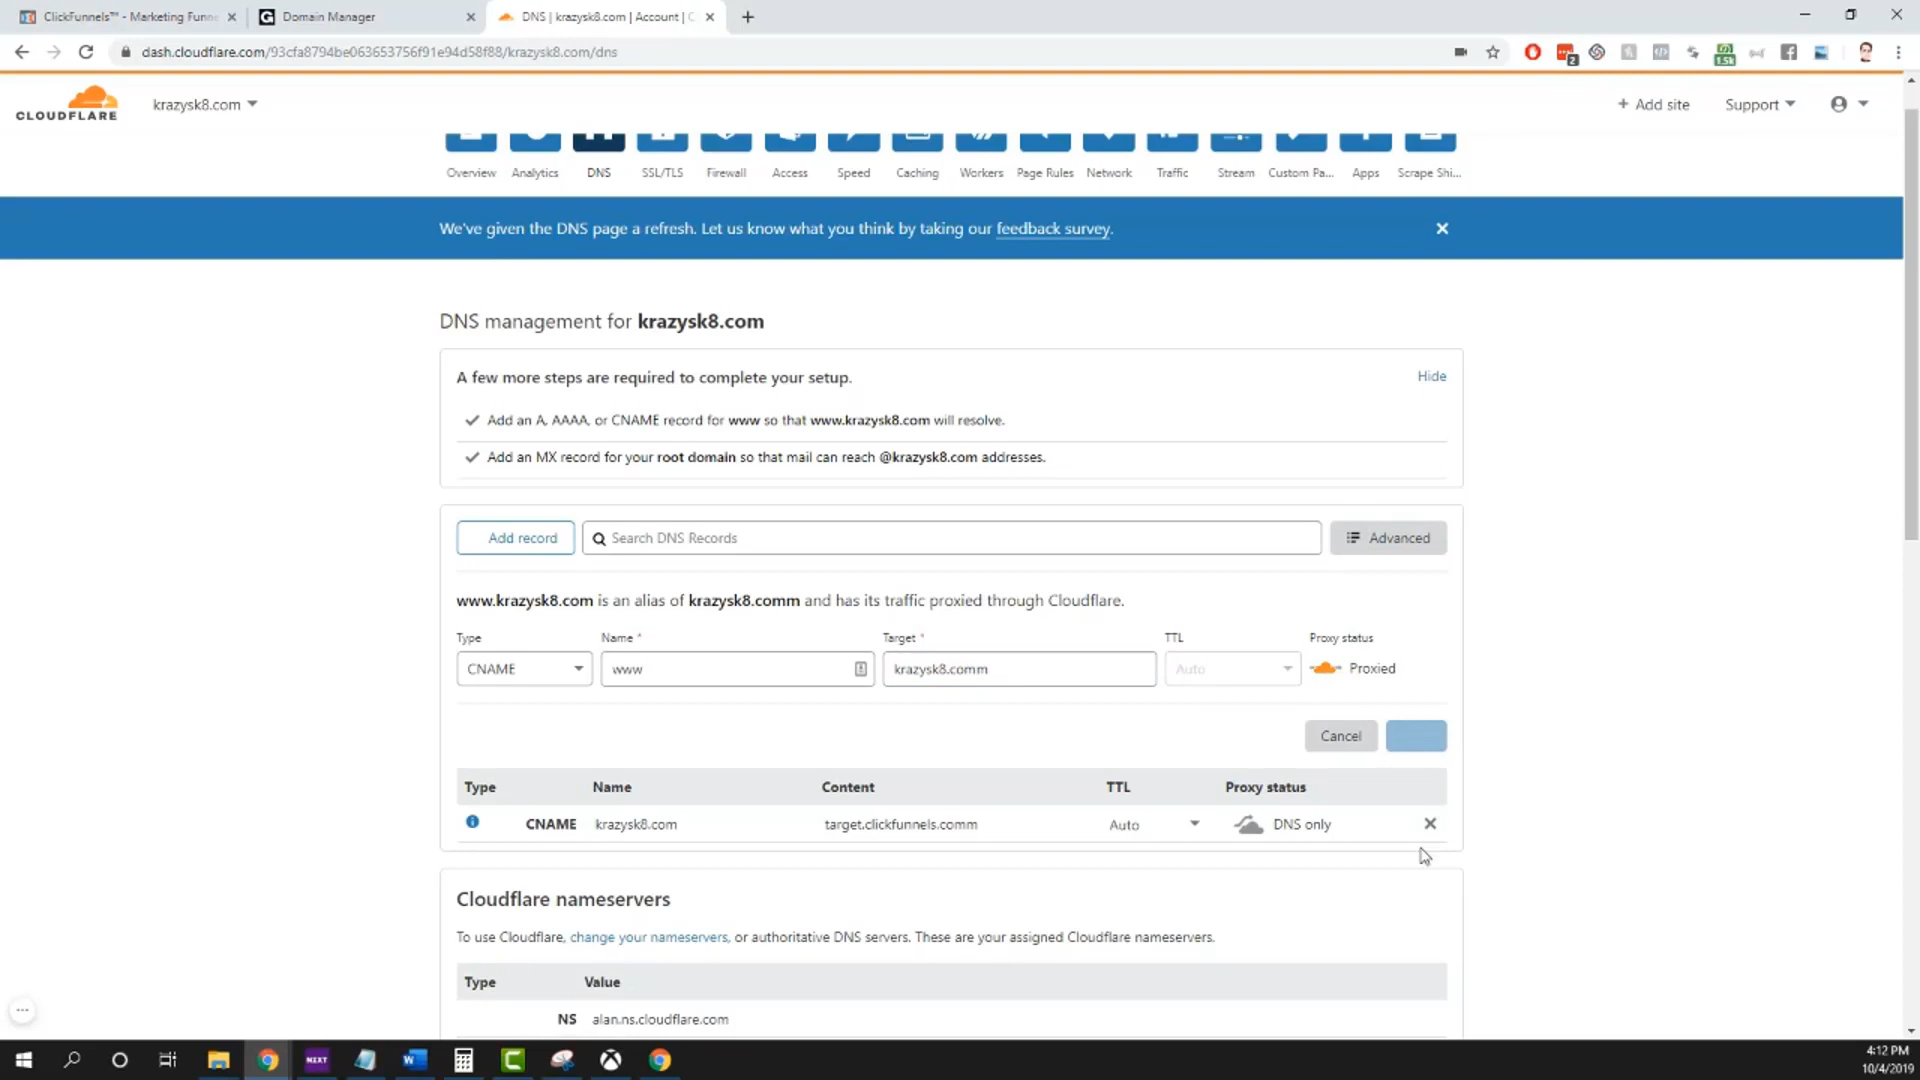 ClickFunnels™ - Marketing Funne
Domain Manager
DNS | krazysk8.com | Account | C
dash.cloudflare.com/93cfa8794be063653756f91e94d58f88/krazysk8.com/dns
2
1.5k
CLOUDFLARE
krazysk8.com
+ Add site
Support
Overview
Analytics
DNS
SSL/TLS
Firewall
Access
Speed
Caching
Workers
Page Rules
Network
Traffic
Stream
Custom Pa...
Apps
Scrape Shi...
We've given the DNS page a refresh. Let us know what you think by taking our feedback survey.
DNS management for krazysk8.com
A few more steps are required to complete your setup.
Hide
Add an A, AAAA, or CNAME record for www so that www.krazysk8.com will resolve.
Add an MX record for your root domain so that mail can reach @krazysk8.com addresses.
Add record
Search DNS Records
Advanced
www.krazysk8.com is an alias of krazysk8.comm and has its traffic proxied through Cloudflare.
Type
Name *
Target *
TTL
Proxy status
CNAME
www
krazysk8.comm
Auto
Proxied
Cancel
Type Name Content TTL Proxy status
CNAME krazysk8.com target.clickfunnels.comm Auto DNS only
Cloudflare nameservers
To use Cloudflare, change your nameservers, or authoritative DNS servers. These are your assigned Cloudflare nameservers.
Type Value
NS alan.ns.cloudflare.com
NEXT
4:12 PM
10/4/2019